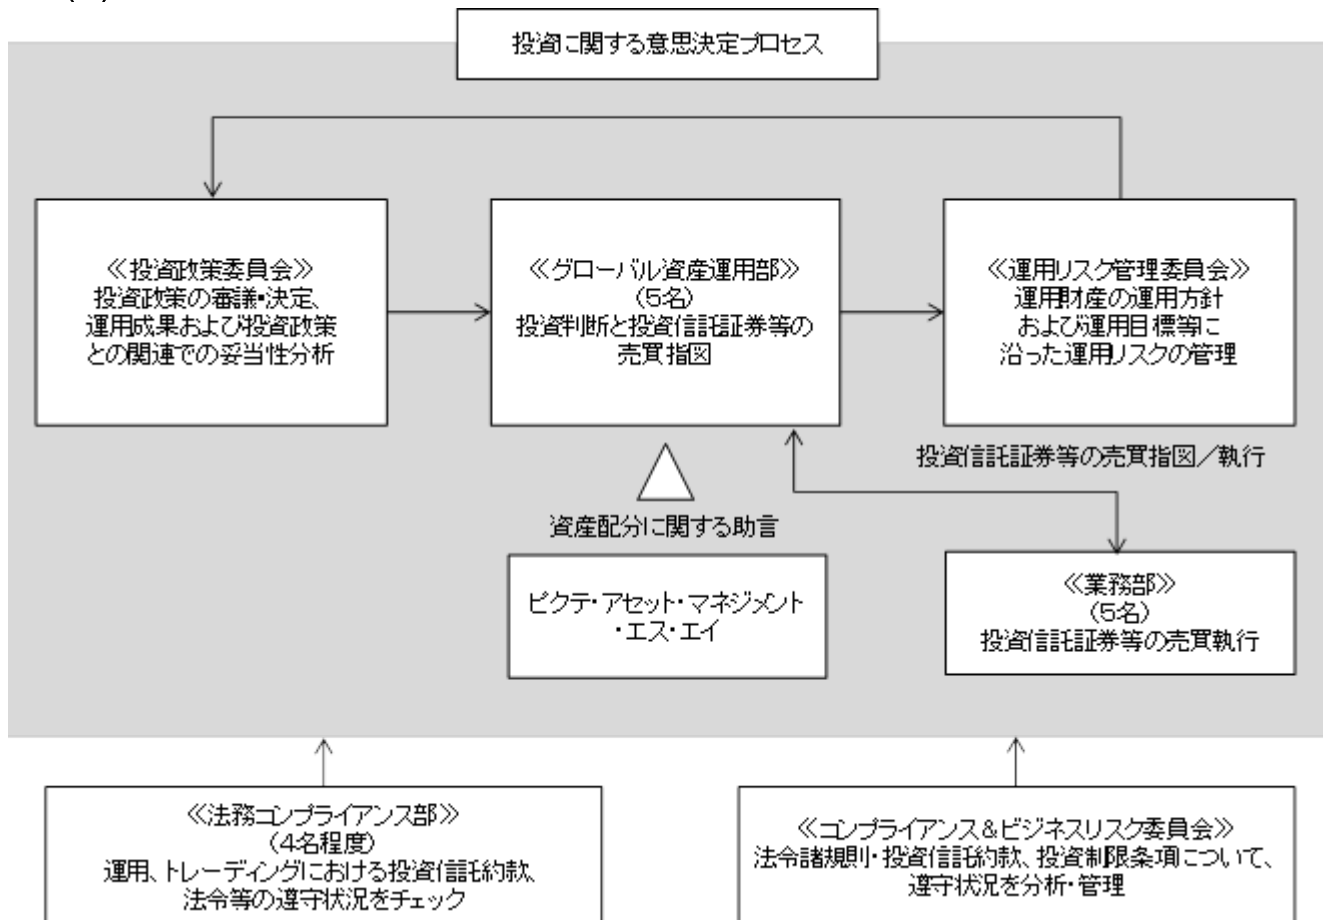 投資に関する意思決定プロセス
≪投資政策委員会≫
投資政策の審議・決定、
運用成果および投資政策
との関連での妥当性分析
≪グローバル資産運用部≫
(5名)
投資判断と投資信託証券等の
売買指図
≪運用リスク管理委員会≫
運用財産の運用方針
および運用目標等に
沿った運用リスクの管理
投資信託証券等の売買指図／執行
資産配分に関する助言
ピクテ・アセット・マネジメント
・エス・エイ
≪業務部≫
(5名)
投資信託証券等の売買執行
≪法務コンプライアンス部≫
(4名程度)
運用、トレーディングにおける投資信託約款、
法令等の遵守状況をチェック
≪コンプライアンス＆ビジネスリスク委員会≫
法令諸規則・投資信託約款、投資制限条項について、
遵守状況を分析・管理